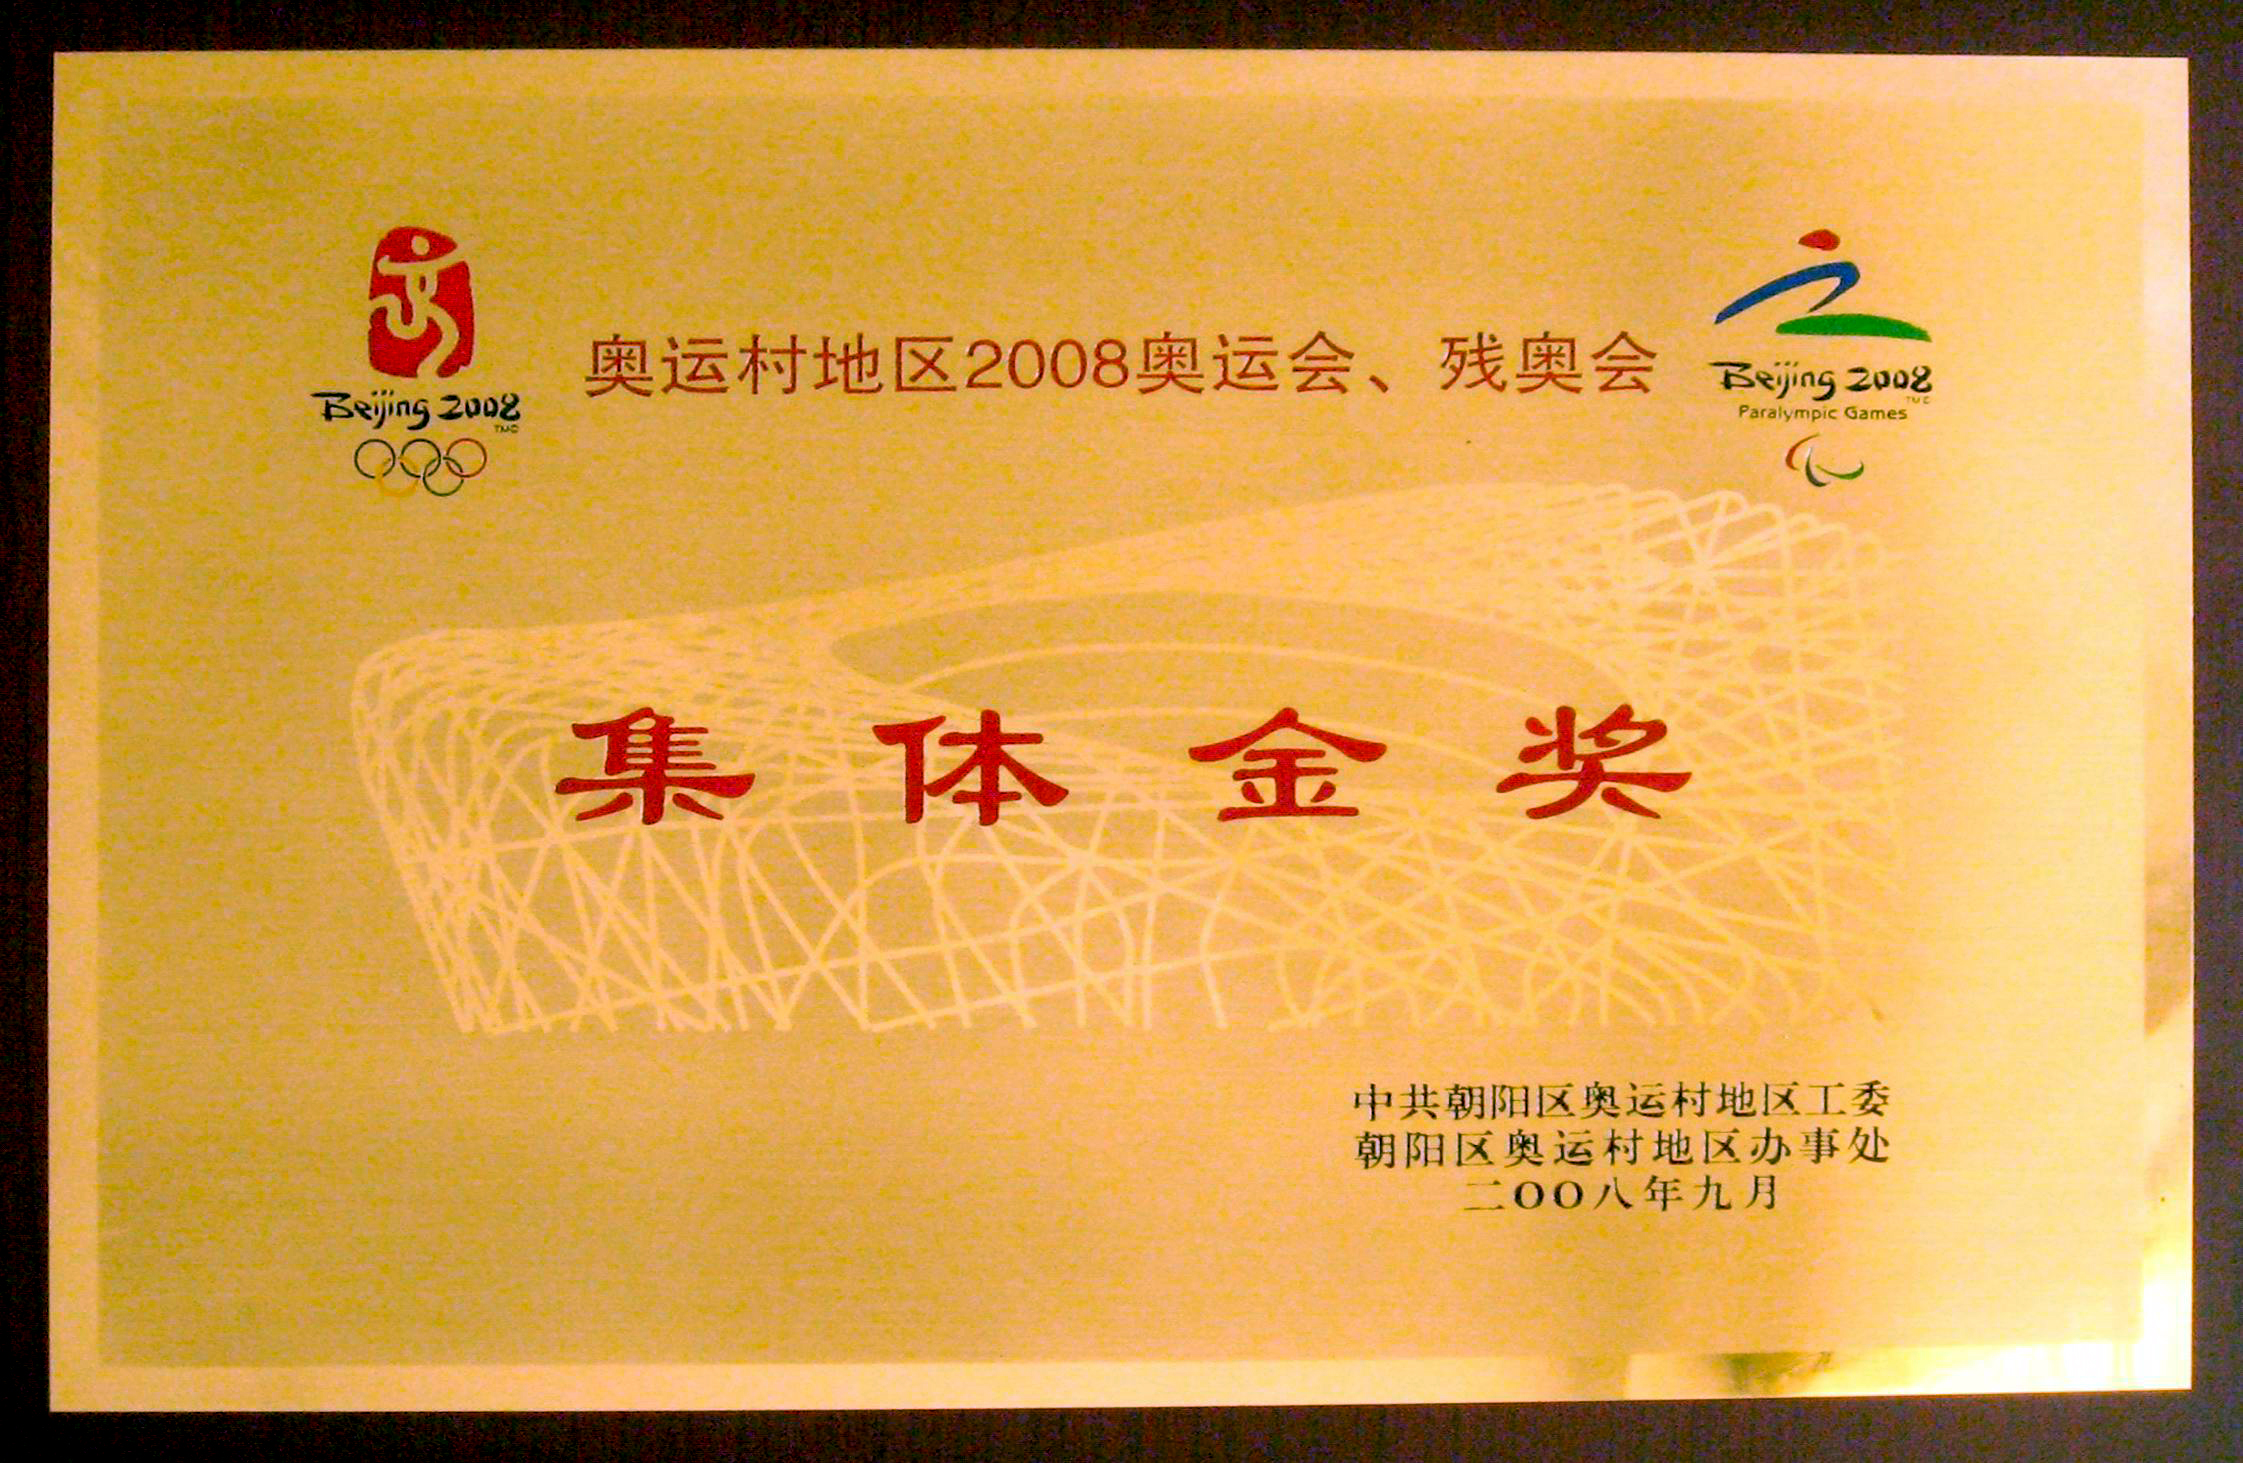 奥运村地区2008奥运会、残奥会
Beijing 2008
TM©
Beijing 2008
TM©
Paralympic Games
集体金奖
中共朝阳区奥运村地区工委
朝阳区奥运村地区办事处
二OO八年九月